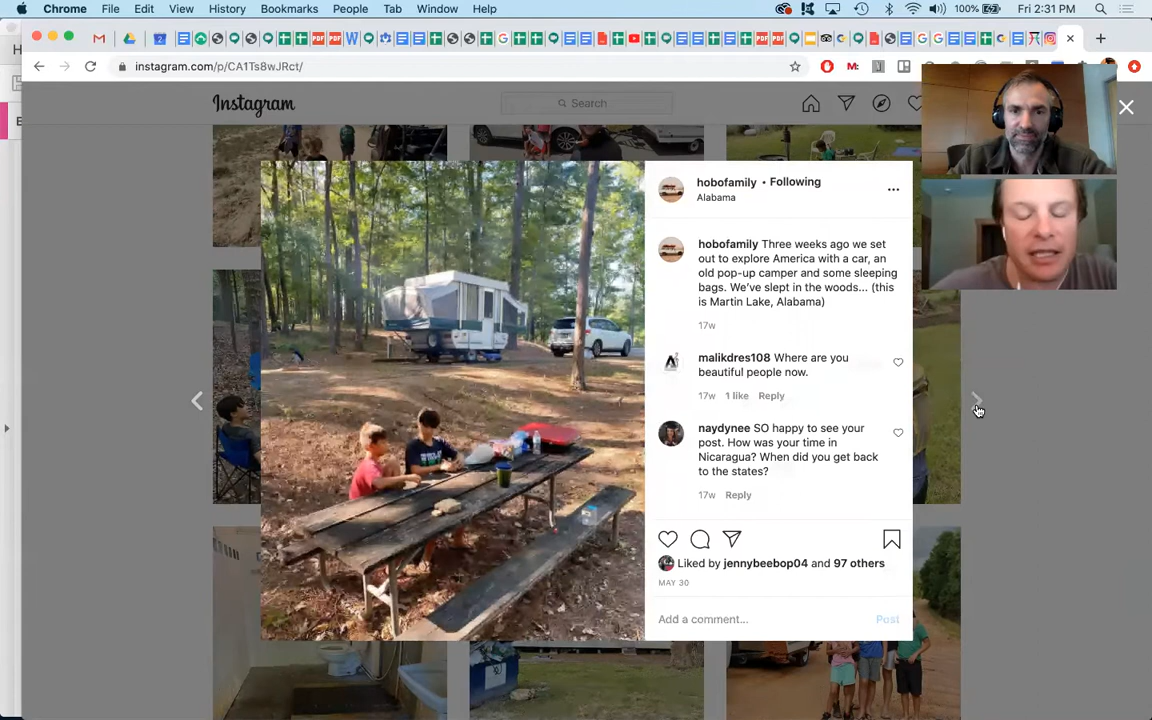 Chrome File Edit View History Bookmarks People Tab Window Help 100% Fri 2:31 PM
instagram.com/p/CA1Ts8wJRct/
Instagram
Search
hobofamily • Following
Alabama
hobofamily Three weeks ago we set
out to explore America with a car, an
old pop-up camper and some sleeping
bags. We've slept in the woods... (this
is Martin Lake, Alabama)
17w
malikdres108 Where are you
beautiful people now.
17w 1 like Reply
naydynee SO happy to see your
post. How was your time in
Nicaragua? When did you get back
to the states?
17w Reply
Liked by jennybeebop04 and 97 others
MAY 30
Add a comment... Post